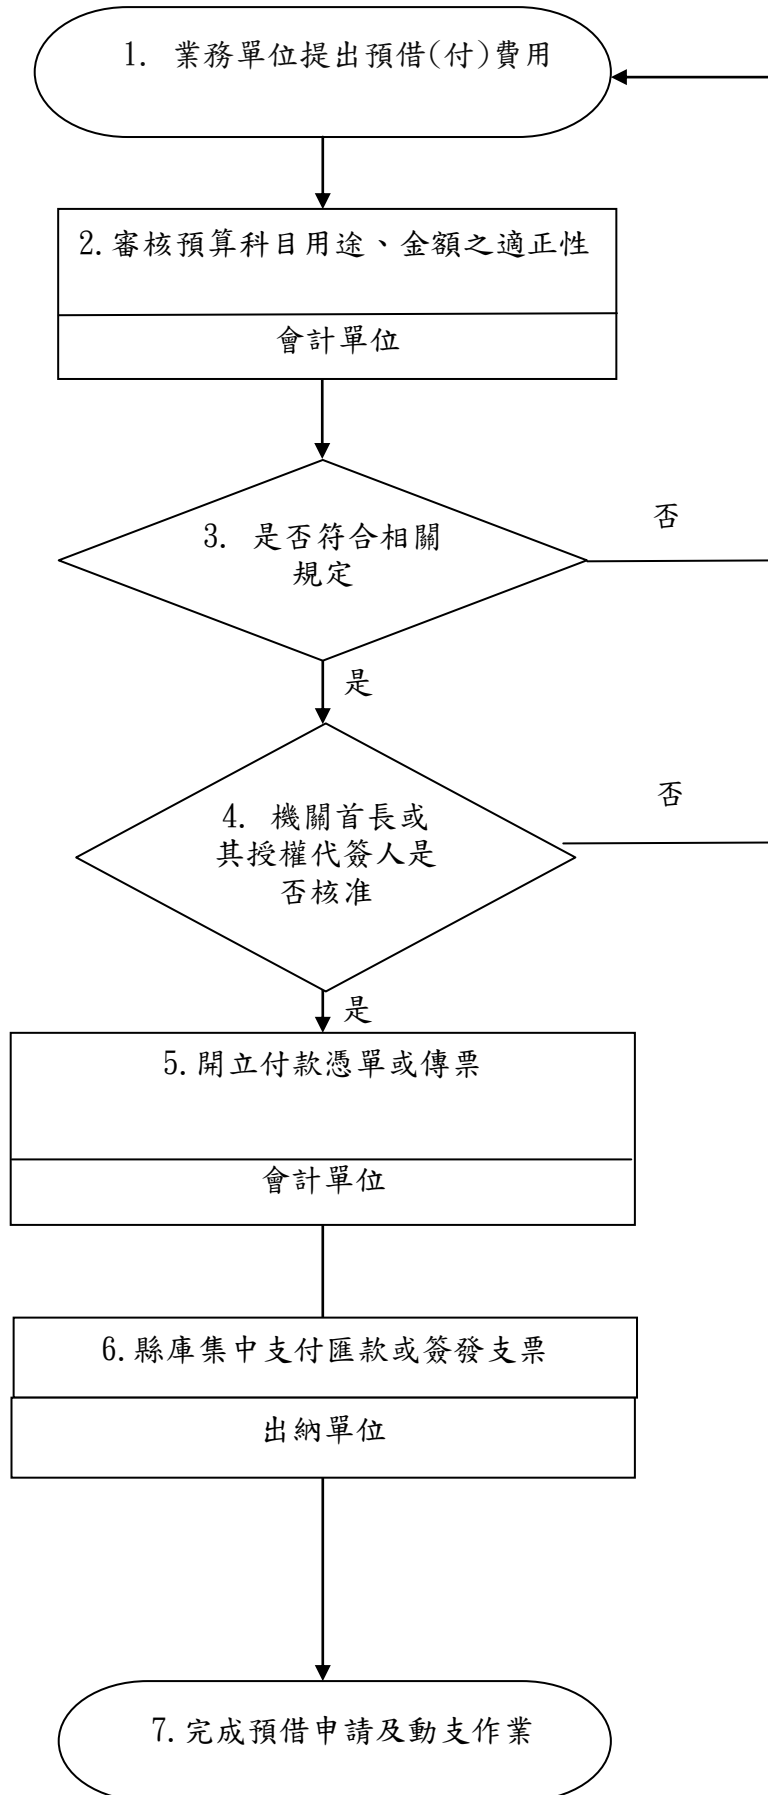 1. 業務單位提出預借(付)費用
2.審核預算科目用途、金額之適正性
會計單位
3. 是否符合相關
規定
否
是
4. 機關首長或
其授權代簽人是
否核准
否
是
5.開立付款憑單或傳票
會計單位
6.縣庫集中支付匯款或簽發支票
出納單位
7.完成預借申請及動支作業